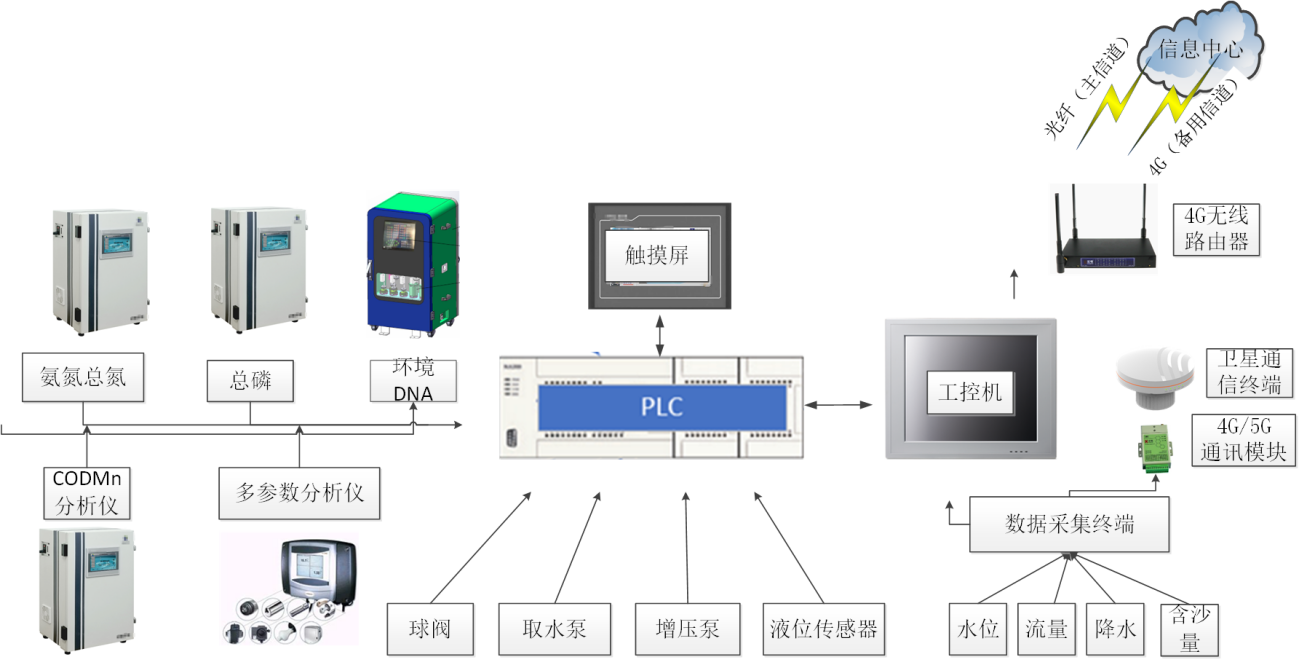 信息中心
光纤（主信道）
4G（备用信道）
4G无线
路由器
触摸屏
PLC
工控机
卫星通
信终端
4G/5G
通讯模块
氨氮总氮
总磷
环境
DNA
CODMn
分析仪
多参数分析仪
数据采集终端
球阀
取水泵
增压泵
液位传感器
水位
流量
降水
含沙
量